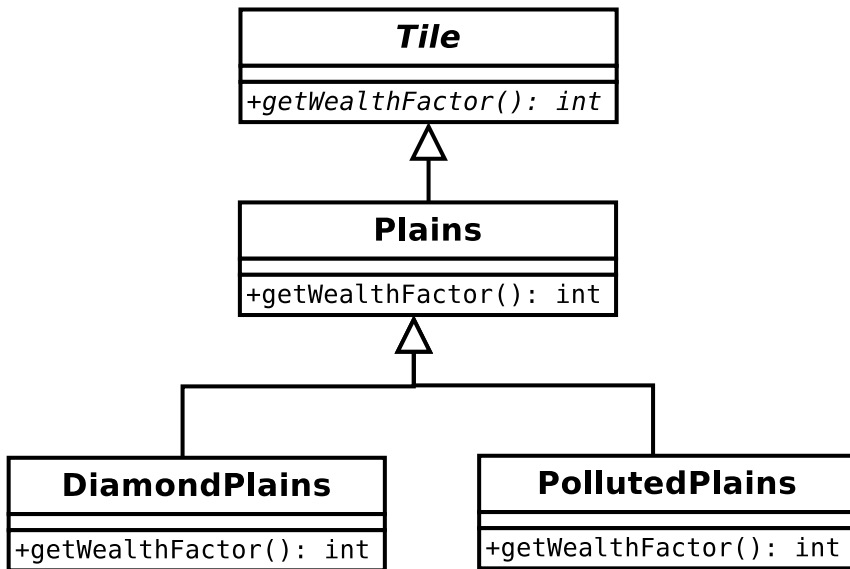 Tile
+getWealthFactor(): int
Plains
+getWealthFactor(): int
DiamondPlains
+getWealthFactor(): int
PollutedPlains
+getWealthFactor(): int